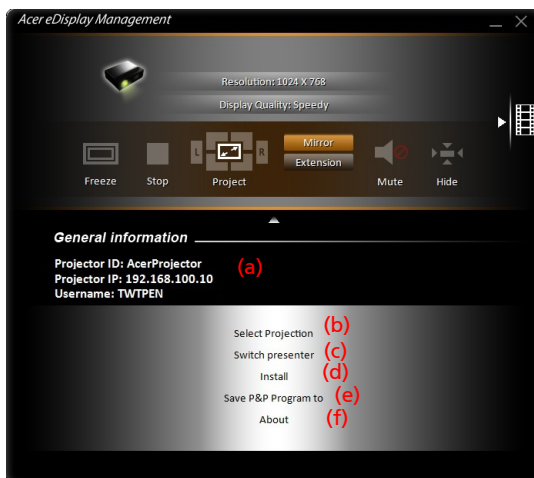 Acer eDisplay Management
Resolution: 1024 X 768
Display Quality: Speedy
L R
Mirror
Extension
Freeze Stop Project Mute Hide
General information
Projector ID: AcerProjector (a)
Projector IP: 192.168.100.10
Username: TWTPEN
Select Projection (b)
Switch presenter (c)
Install (d)
Save P&P Program to (e)
About (f)